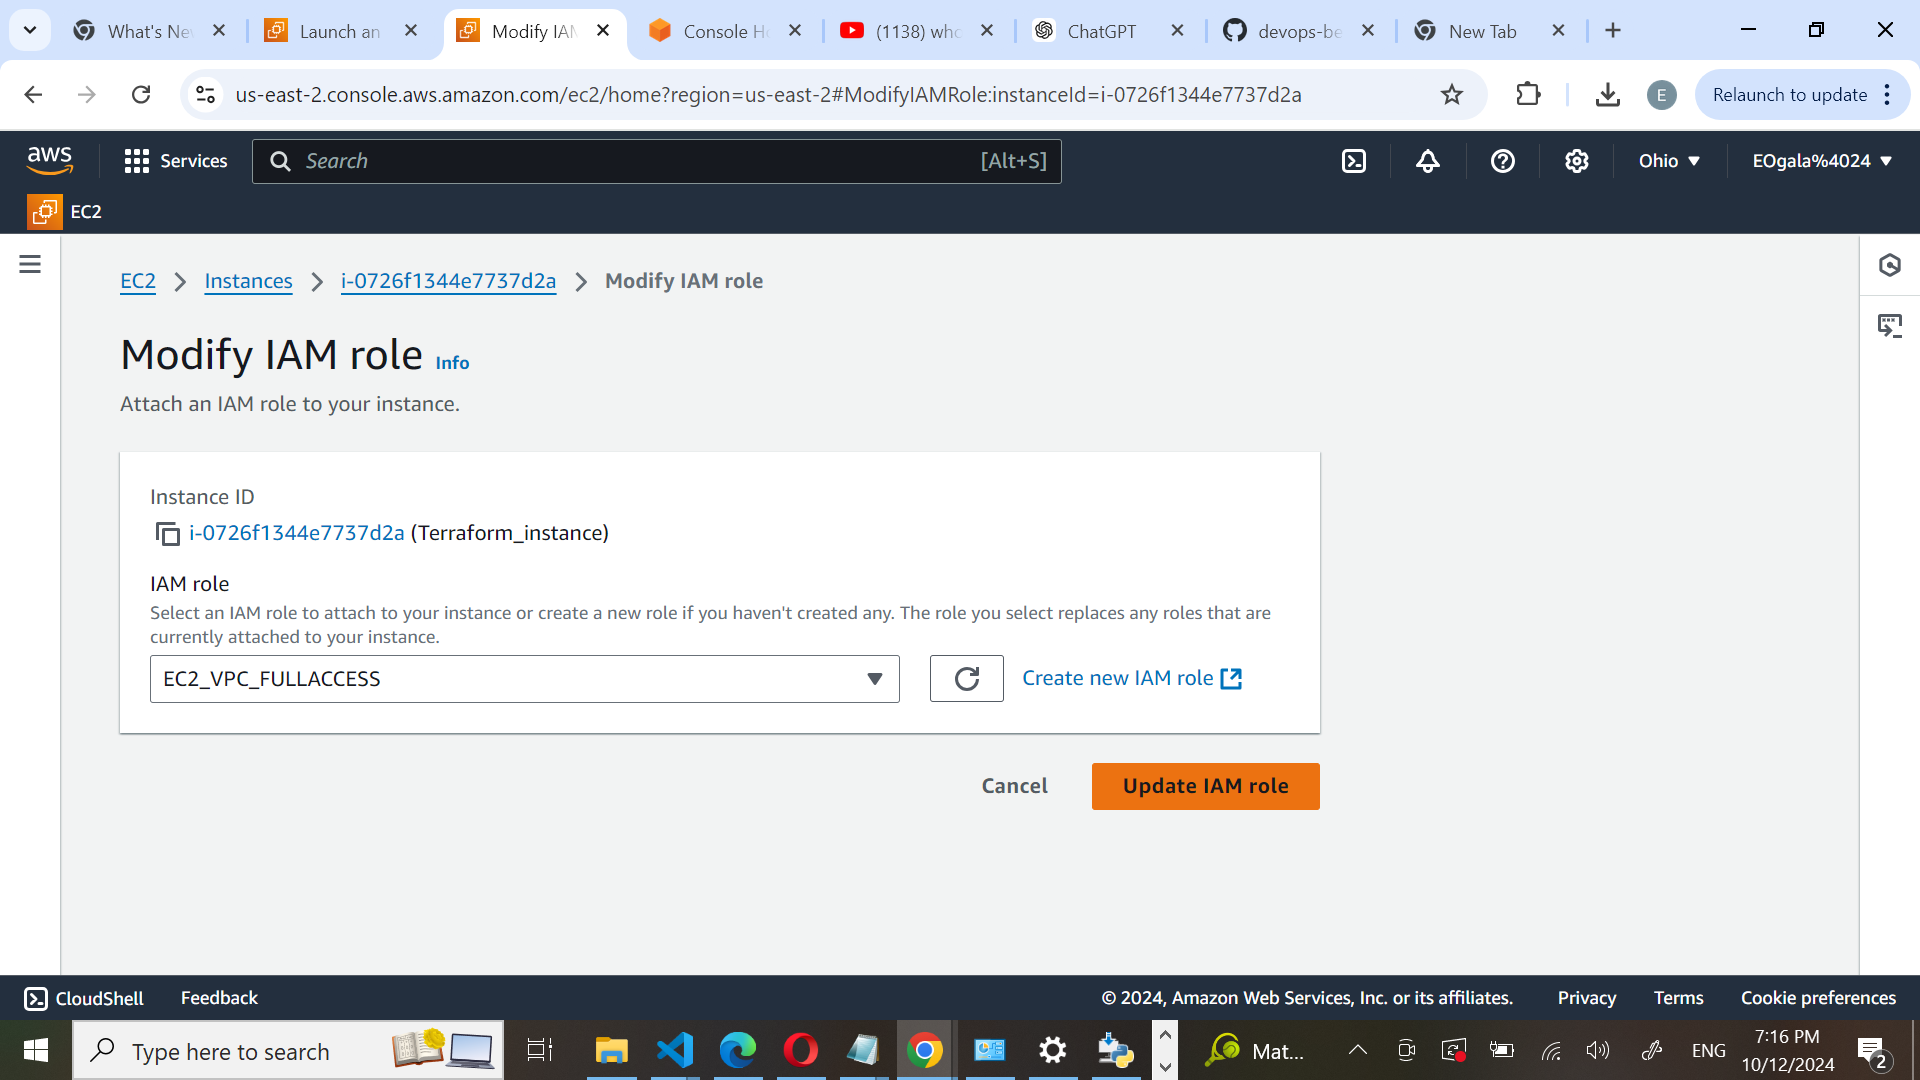 What's Ne
Launch an
Modify IAM
Console Ho
(1138) who
ChatGPT
devops-be
New Tab
us-east-2.console.aws.amazon.com/ec2/home?region=us-east-2#ModifyIAMRole:instanceId=i-0726f1344e7737d2a
E
Relaunch to update
aws
Services
Search
[Alt+S]
Ohio
EOgala%4024
EC2
EC2
Instances
i-0726f1344e7737d2a
Modify IAM role
Modify IAM role
Info
Attach an IAM role to your instance.
Instance ID
i-0726f1344e7737d2a (Terraform_instance)
IAM role
Select an IAM role to attach to your instance or create a new role if you haven't created any. The role you select replaces any roles that are
currently attached to your instance.
EC2_VPC_FULLACCESS
Create new IAM role
Cancel
Update IAM role
CloudShell
Feedback
© 2024, Amazon Web Services, Inc. or its affiliates.
Privacy
Terms
Cookie preferences
Type here to search
Mat...
ENG
7:16 PM
10/12/2024
2